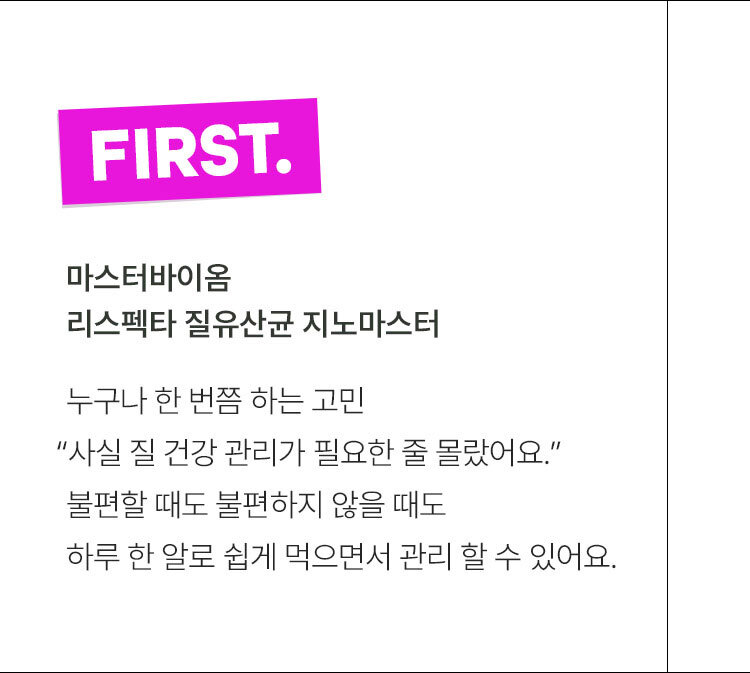 FIRST.
마스터바이옴
리스펙타 질유산균 지노마스터
누구나 한 번쯤 하는 고민
“사실 질 건강 관리가 필요한 줄 몰랐어요.”
불편할 때도 불편하지 않을 때도
하루 한 알로 쉽게 먹으면서 관리 할 수 있어요.